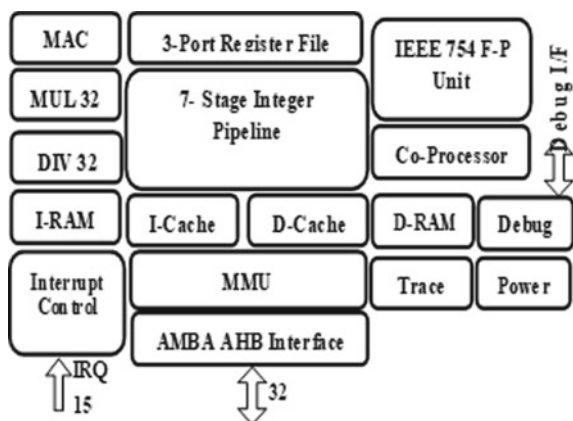 MAC
3-Port Register File
IEEE 754 F-P
Unit
Debug I/F
MUL 32
7- Stage Integer
Pipeline
DIV 32
Co-Processor
I-RAM
I-Cache
D-Cache
D-RAM
Debug
Interrupt
Control
MMU
Trace
Power
AMBA AHB Interface
IRQ
15
32